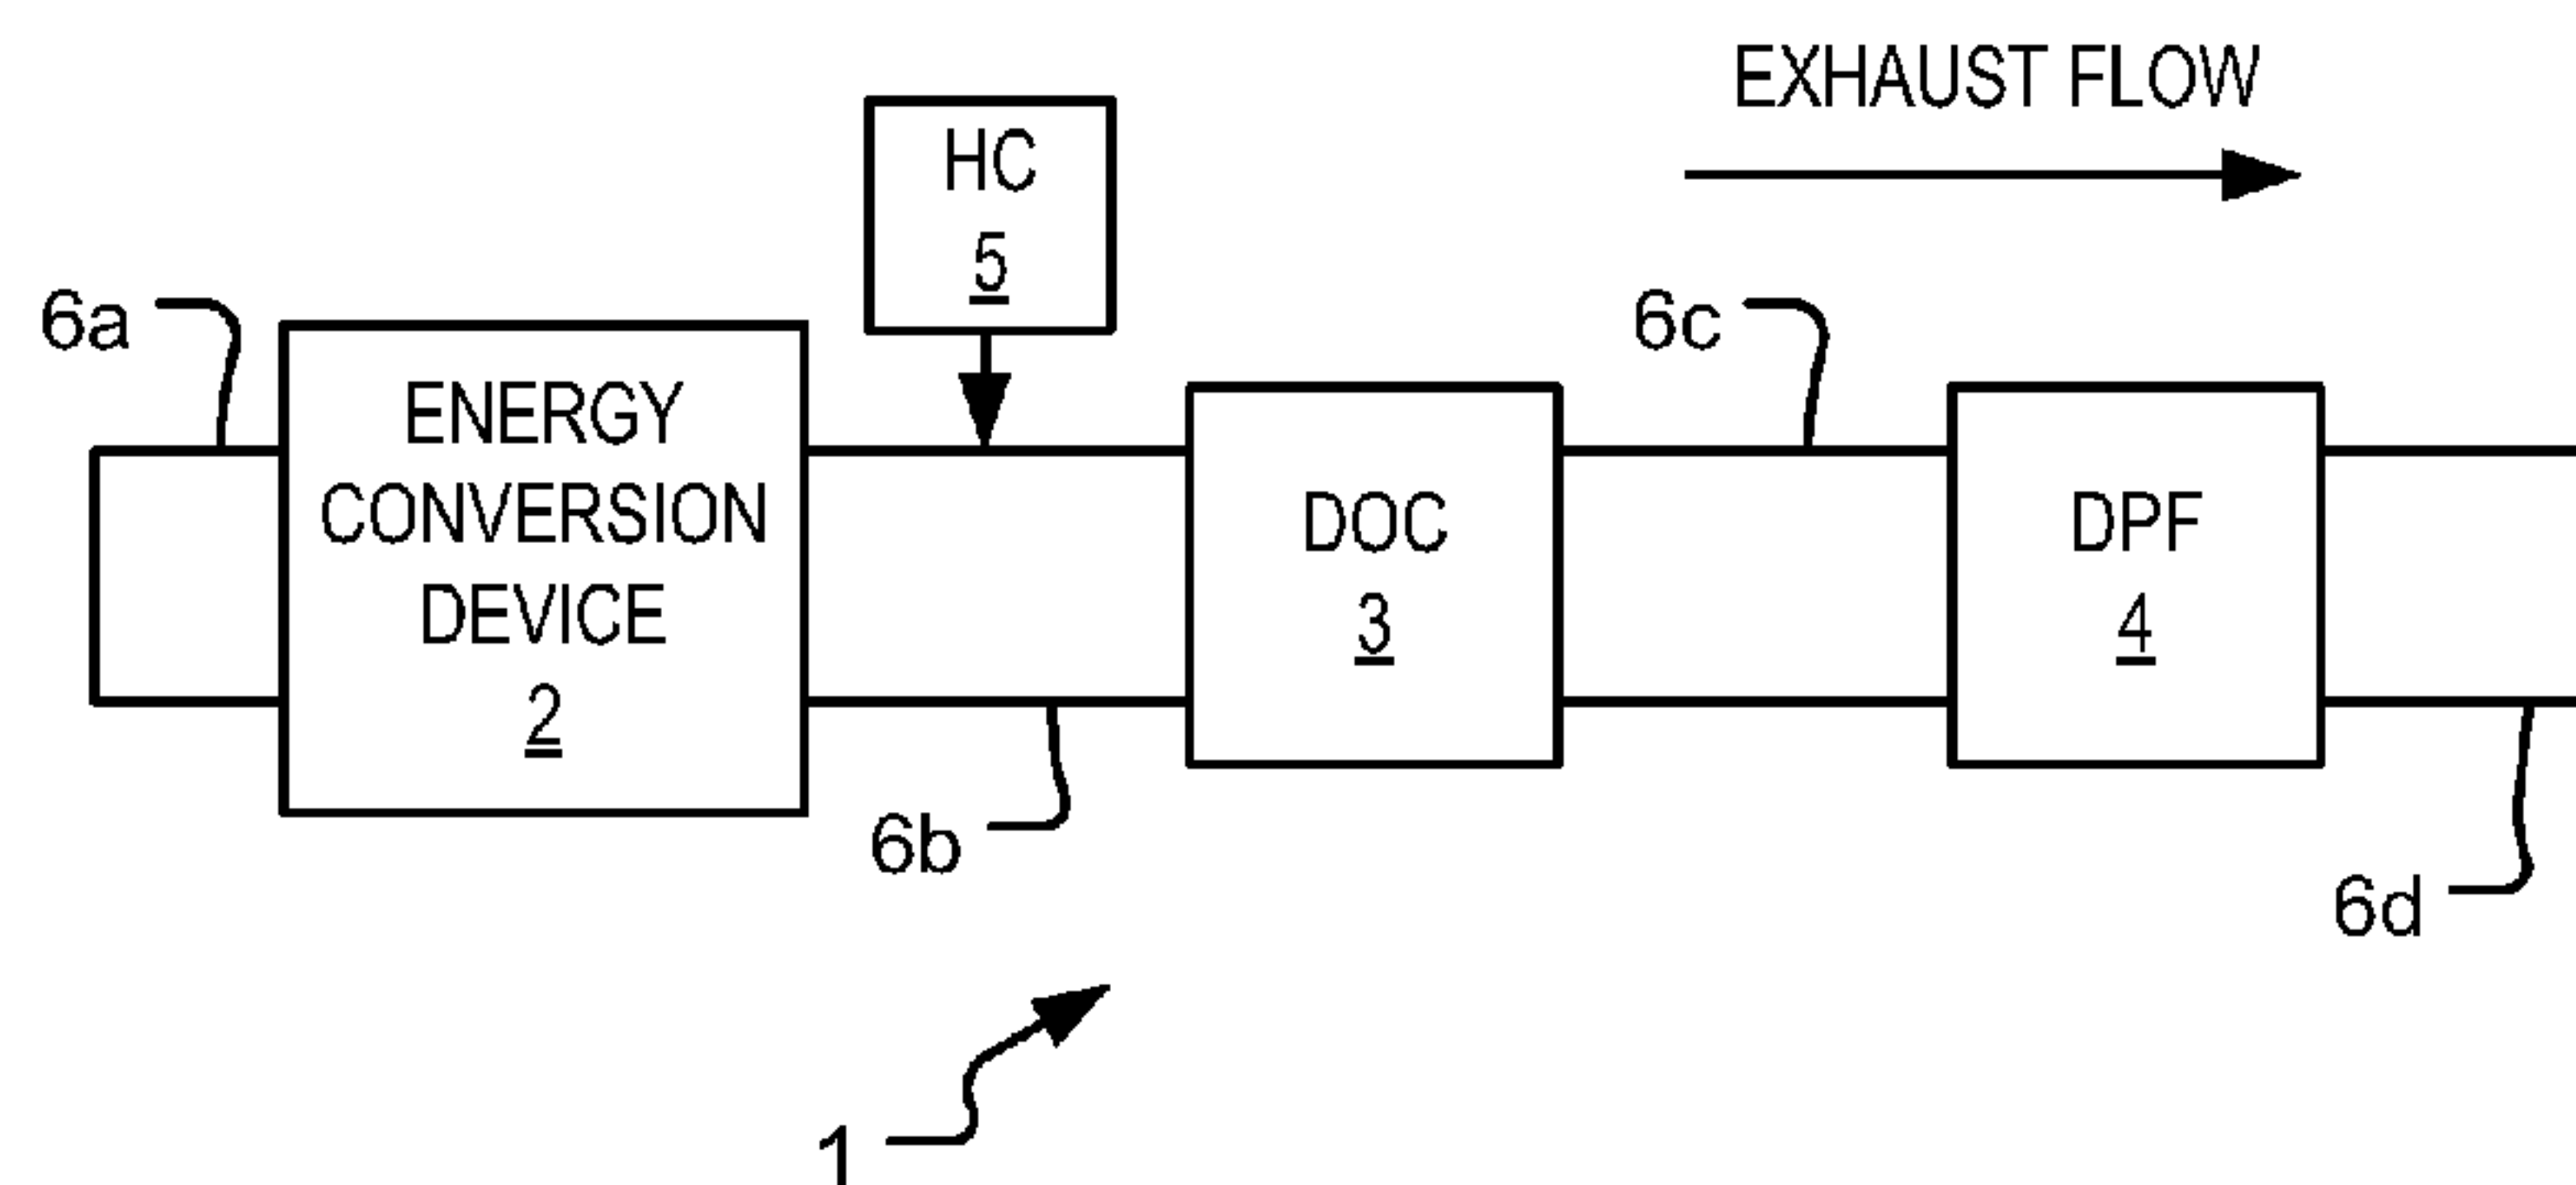 EXHAUST FLOW
HC
5
6a
6c
ENERGY
CONVERSION
DEVICE
2
DOC
3
DPF
4
6b
6d
1